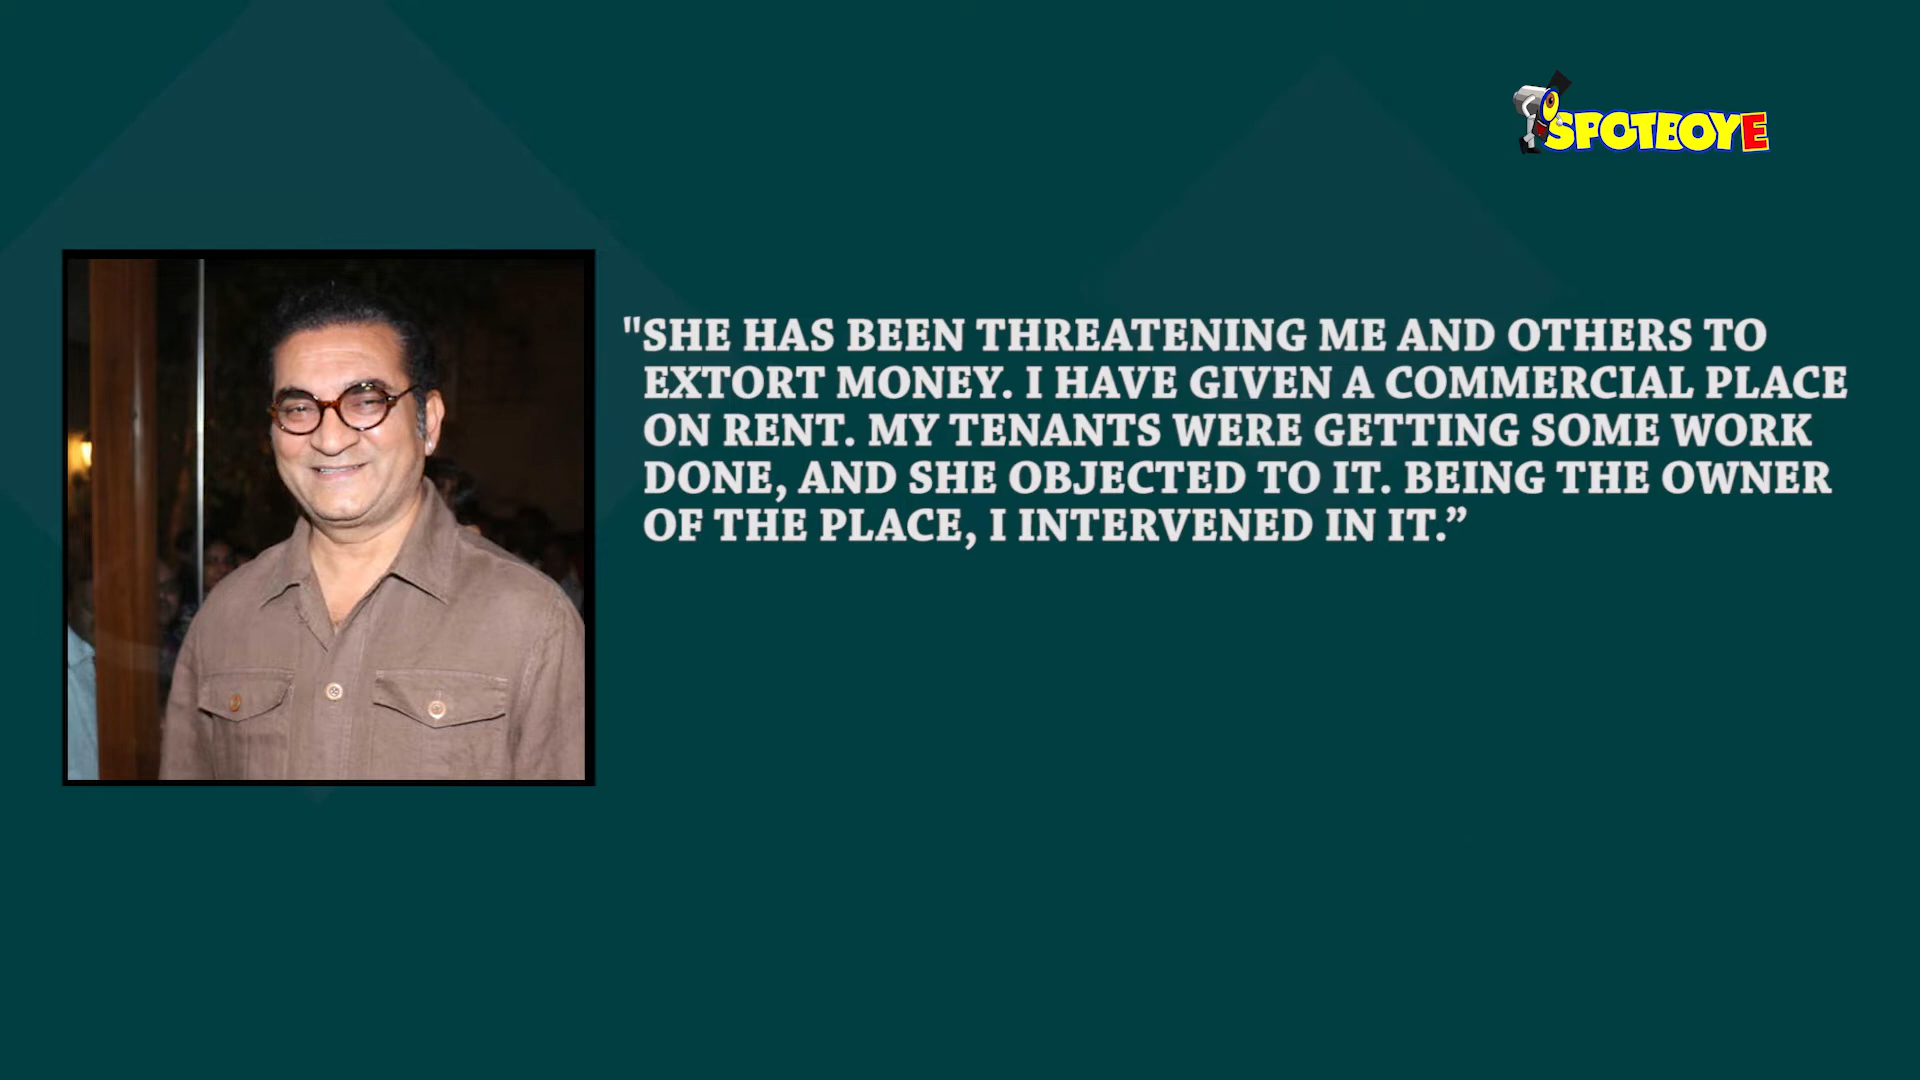 SPOTBOYE
"SHE HAS BEEN THREATENING ME AND OTHERS TO
EXTORT MONEY. I HAVE GIVEN A COMMERCIAL PLACE
ON RENT. MY TENANTS WERE GETTING SOME WORK
DONE, AND SHE OBJECTED TO IT. BEING THE OWNER
OF THE PLACE, I INTERVENED IN IT.”